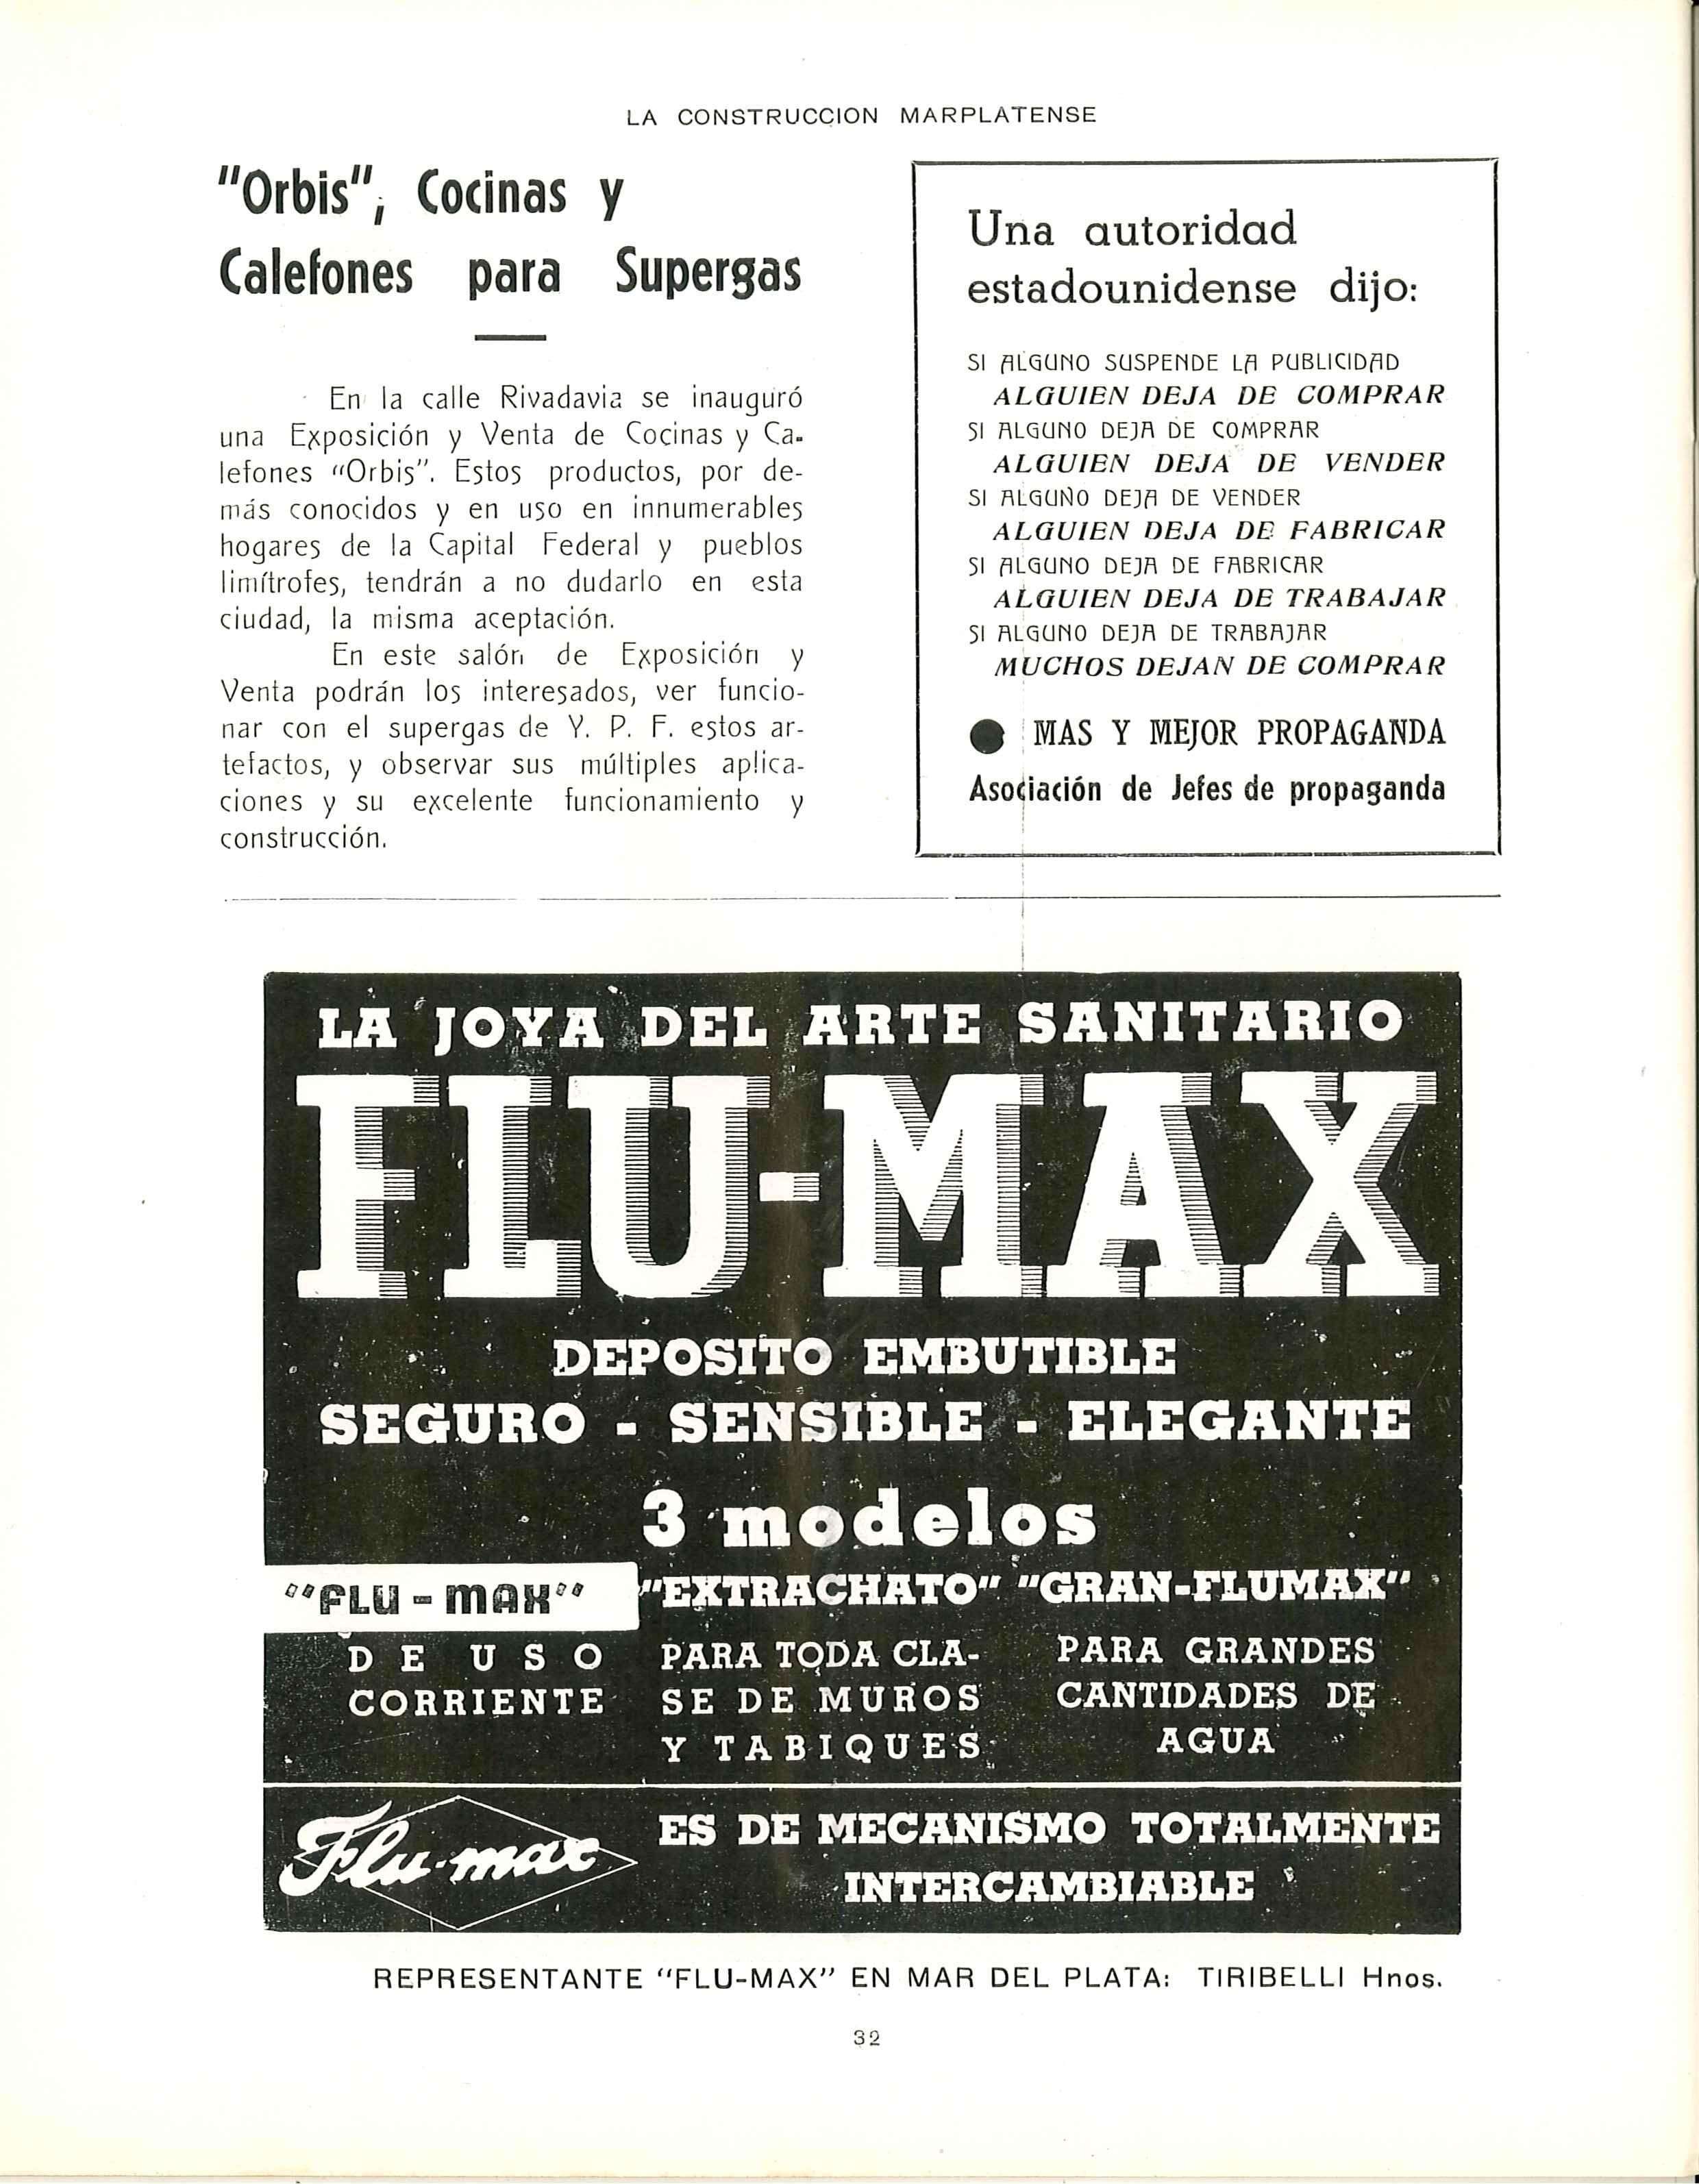 LA CONSTRUCCION MARPLATENSE
"Orbis", Cocinas y
Calefones para Supergas
En la calle Rivadavia se inauguró
una Exposición y Venta de Cocinas y Ca-
lefones "Orbis". Estos productos, por de-
más conocidos y en uso en innumerables
hogares de la Capital Federal y pueblos
limítrofes, tendrán a no dudarlo en esta
ciudad, la misma aceptación.
En este salón de Exposición y
Venta podrán los interesados, ver funcio-
nar con el supergas de Y. P. F. estos ar-
tefactos, y observar sus múltiples aplica-
ciones y su excelente funcionamiento y
construcción.
Una autoridad
estadounidense dijo:
SI ALGUNO SUSPENDE LA PUBLICIDAD
ALGUIEN DEJA DE COMPRAR
SI ALGUNO DEJA DE COMPRAR
ALGUIEN DEJA DE VENDER
SI ALGUNO DEJA DE VENDER
ALGUIEN DEJA DE FABRICAR
SI ALGUNO DEJA DE FABRICAR
ALGUIEN DEJA DE TRABAJAR
SI ALGUNO DEJA DE TRABAJAR
MUCHOS DEJAN DE COMPRAR
● MAS Y MEJOR PROPAGANDA
Asociación de Jefes de propaganda
LA JOYA DEL ARTE SANITARIO
FLU-MAX
DEPOSITO EMBUTIBLE
SEGURO - SENSIBLE - ELEGANTE
3 modelos
"FLU-MAX"
DE USO
CORRIENTE
"EXTRACHATO"
PARA TODA CLA-
SE DE MUROS
Y TABIQUES
"GRAN-FLUMAX"
PARA GRANDES
CANTIDADES DE
AGUA
Flu-max
ES DE MECANISMO TOTALMENTE
INTERCAMBIABLE
REPRESENTANTE "FLU-MAX" EN MAR DEL PLATA: TIRIBELLI Hnos.
32